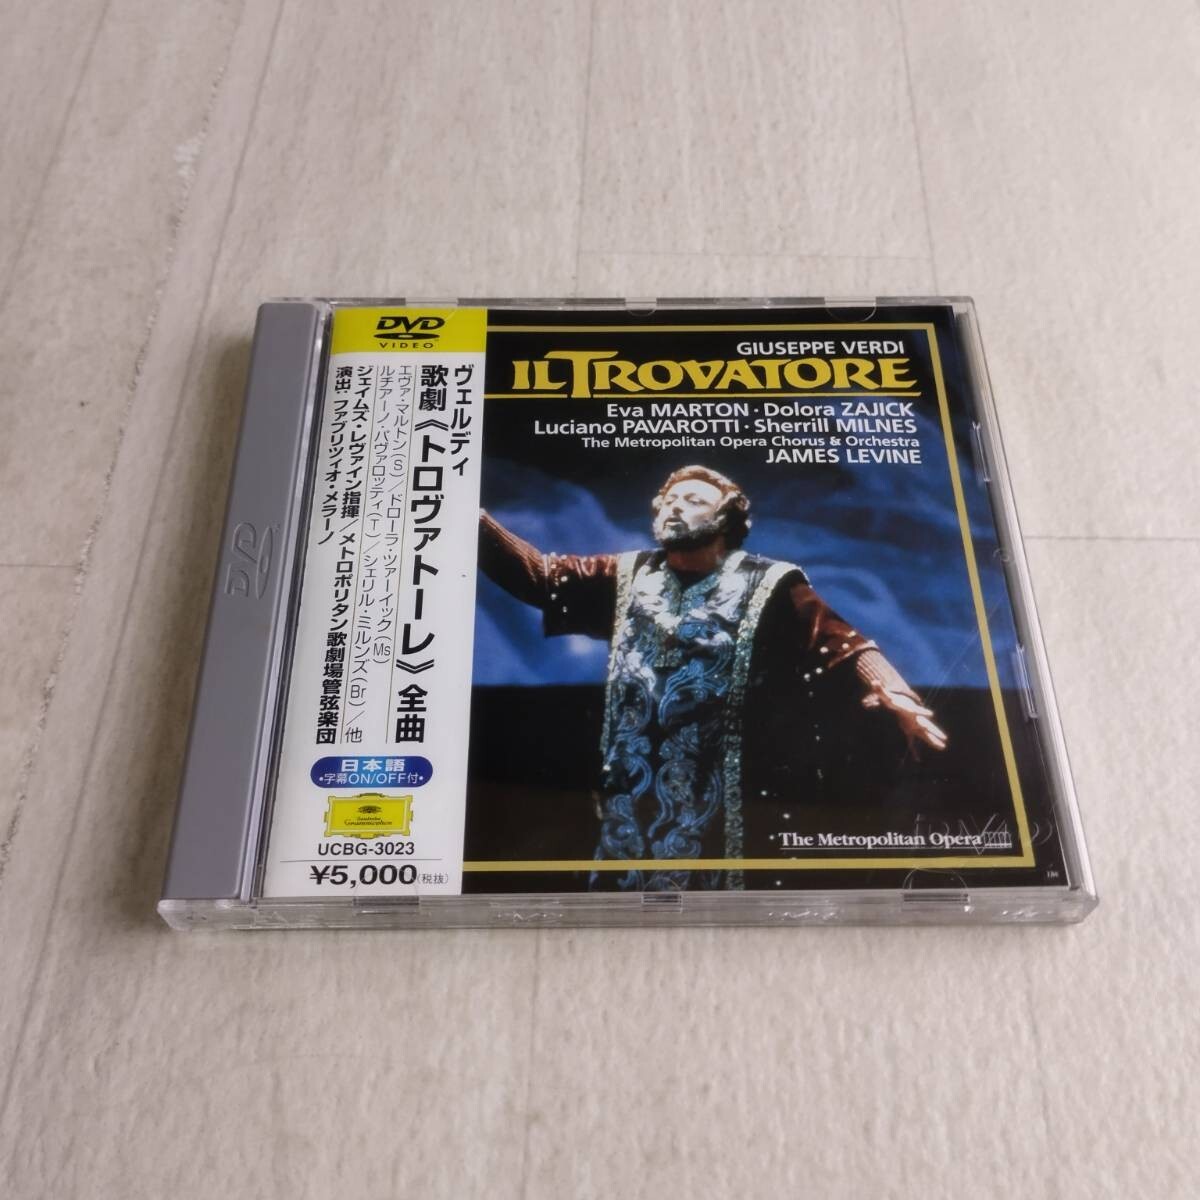 DVD
VIDEO
ヴェルディ
歌劇《トロヴァトーレ》全曲
エヴァ・マルトン(S)/ドローラ・ツァーイック(Ms)
ルチアーノ・パヴァロッティ(T)/シェリル・ミルンズ(Br)/他
ジェイムズ・レヴァイン指揮/メトロポリタン歌劇場管弦楽団
演出:ファブリツィオ・メラーノ
日本語
•字幕ON/OFF付•
Deutsche
Grammophon
UCBG-3023
¥5,000(税抜)
GIUSEPPE VERDI
IL TROVATORE
Eva MARTON · Dolora ZAJICK
Luciano PAVAROTTI · Sherrill MILNES
The Metropolitan Opera Chorus & Orchestra
JAMES LEVINE
The Metropolitan Opera
DVD
DVD